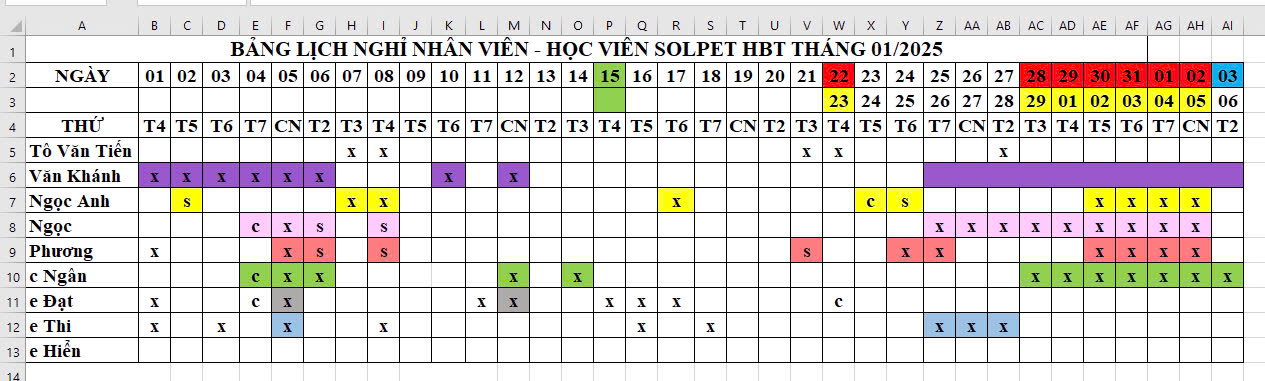 A B C D E F G H I J K L M N O P Q R S T U V W X Y Z AA AB AC AD AE AF AG AH AI
1 BẢNG LỊCH NGHỈ NHÂN VIÊN - HỌC VIÊN SOLPET HBT THÁNG 01/2025
2 NGÀY 01 02 03 04 05 06 07 08 09 10 11 12 13 14 15 16 17 18 19 20 21 22 23 24 25 26 27 28 29 30 31 01 02 03
3 23 24 25 26 27 28 29 01 02 03 04 05 06
4 THỨ T4 T5 T6 T7 CN T2 T3 T4 T5 T6 T7 CN T2 T3 T4 T5 T6 T7 CN T2 T3 T4 T5 T6 T7 CN T2 T3 T4 T5 T6 T7 CN T2
5 Tô Văn Tiến x x x x x
6 Văn Khánh x x x x x x x x
7 Ngọc Anh s x x x c s x x x x
8 Ngọc c x s s x x x x x x x x x
9 Phương x x s s s x x x x x x
10 c Ngân c x x x x x x x x x x x
11 e Đạt x c x x x x x x c
12 e Thi x x x x x x x x x
13 e Hiển
14